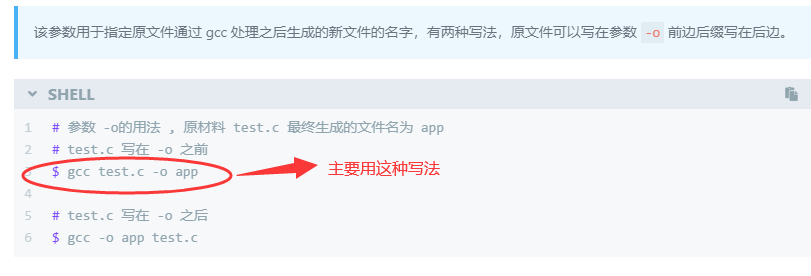 该参数用于指定原文件通过 gcc 处理之后生成的新文件的名字，有两种写法，原文件可以写在参数 -o 前边后缀写在后边。
SHELL
1 # 参数 -o的用法 , 原材料 test.c 最终生成的文件名为 app
2 # test.c 写在 -o 之前
3 $ gcc test.c -o app
主要用这种写法
4
5 # test.c 写在 -o 之后
6 $ gcc -o app test.c